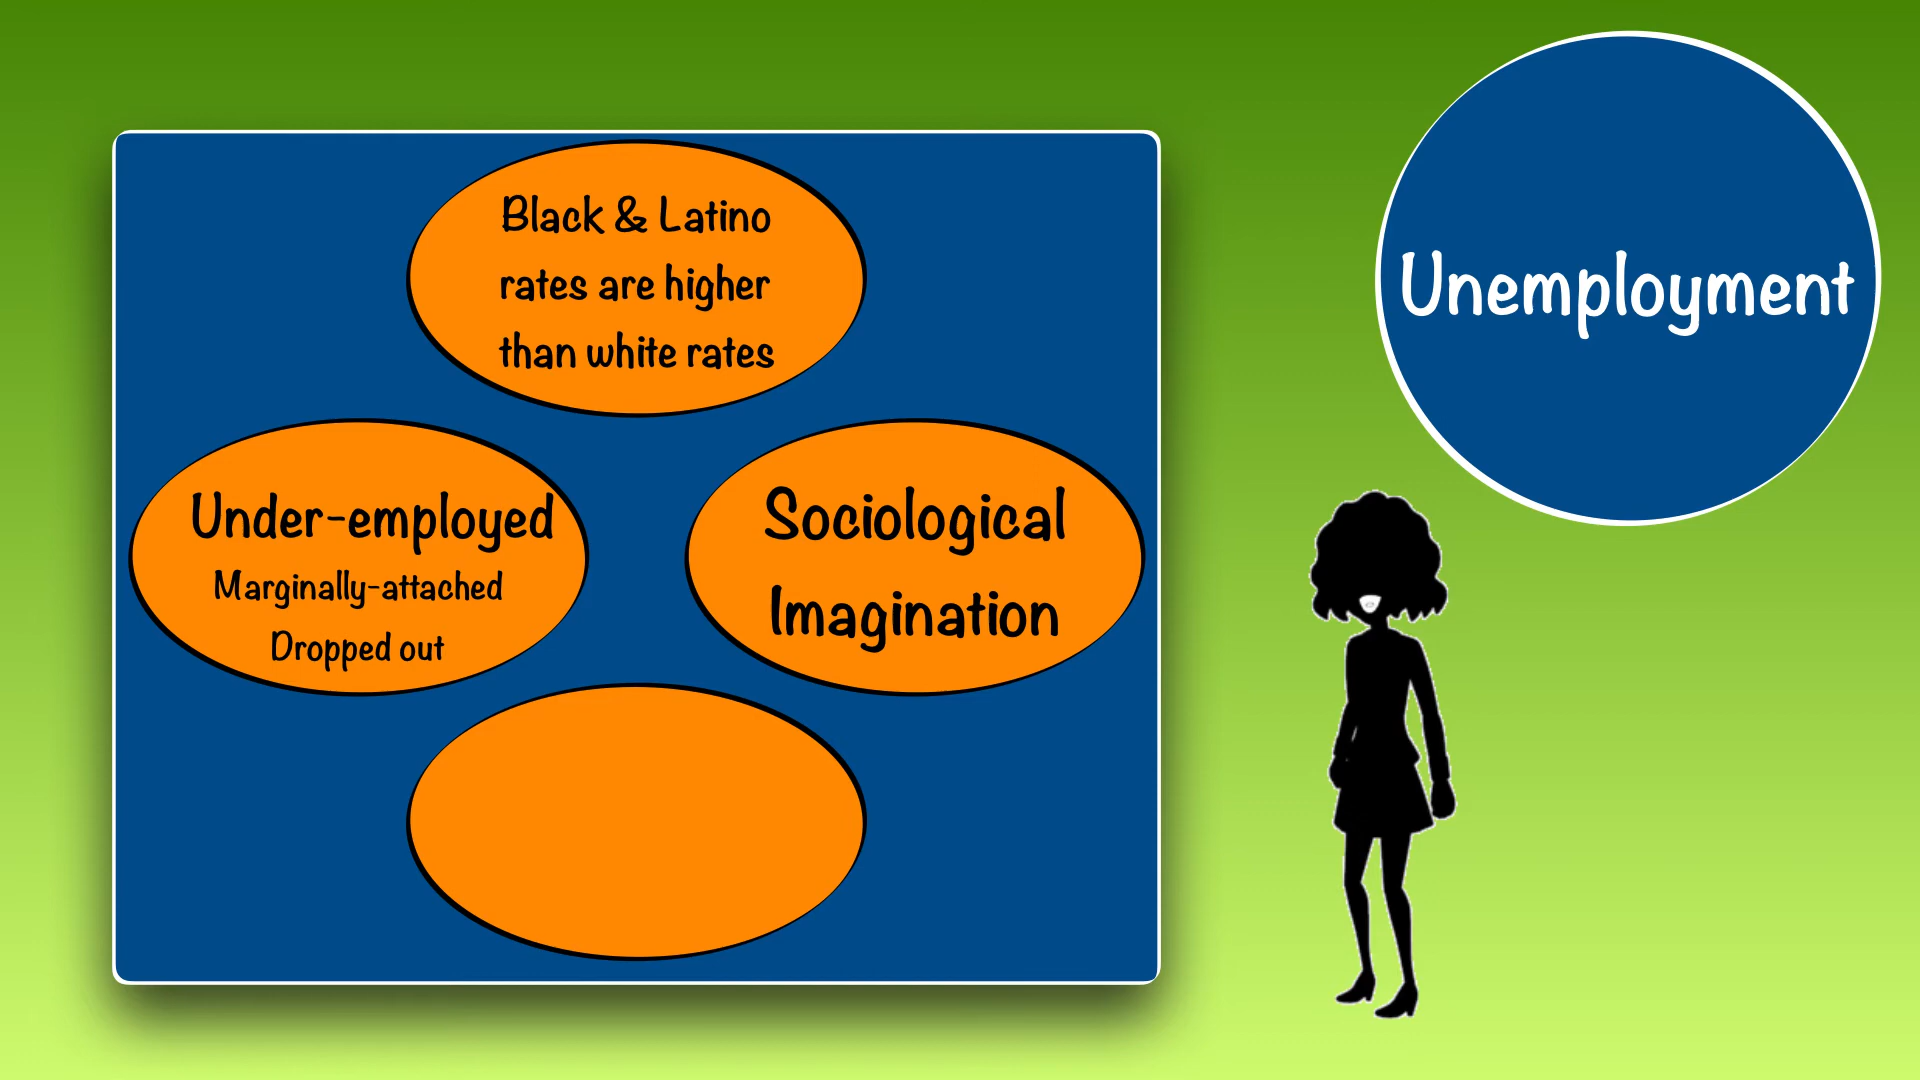 Black & Latino
rates are higher
than white rates
Under-employed
Marginally-attached
Dropped out
Sociological
Imagination
Unemployment